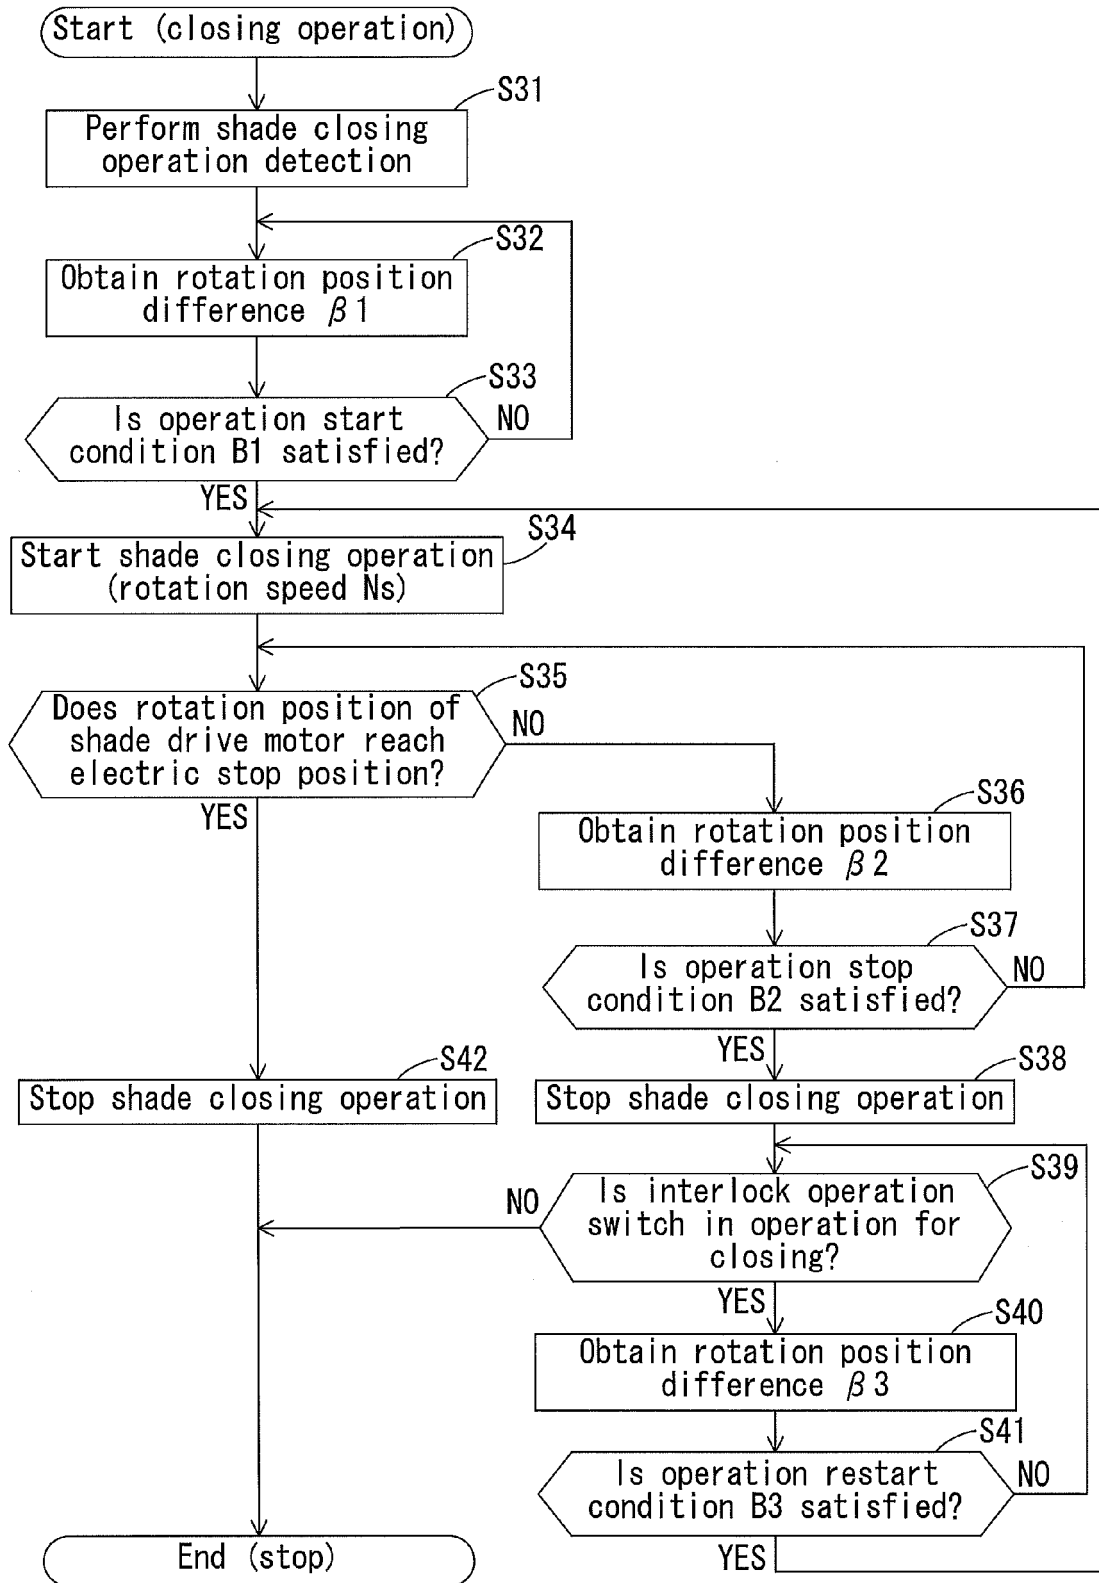 Start (closing operation)
S31
Perform shade closing
operation detection
S32
Obtain rotation position
difference β1
S33
Is operation start
condition B1 satisfied?
NO
YES
S34
Start shade closing operation
(rotation speed Ns)
S35
Does rotation position of
shade drive motor reach
electric stop position?
NO
YES
S36
Obtain rotation position
difference β2
S37
Is operation stop
condition B2 satisfied?
NO
YES
S42
Stop shade closing operation
S38
Stop shade closing operation
S39
Is interlock operation
switch in operation for
closing?
NO
YES
S40
Obtain rotation position
difference β3
S41
Is operation restart
condition B3 satisfied?
NO
YES
End (stop)